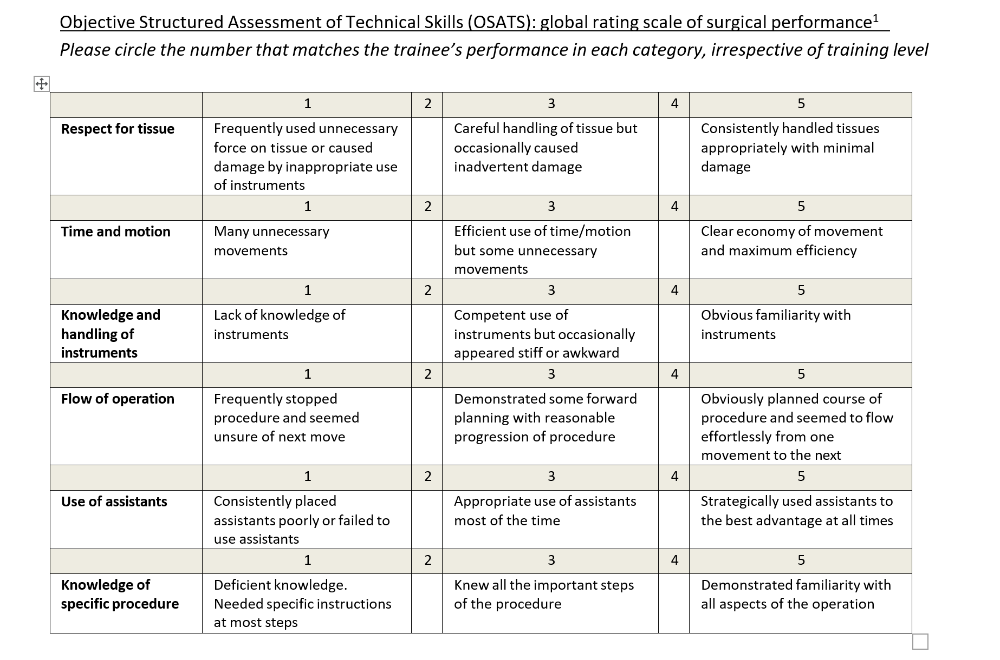 Objective Structured Assessment of Technical Skills (OSATS): global rating scale of surgical performance¹
Please circle the number that matches the trainee’s performance in each category, irrespective of training level
1 2 3 4 5
Respect for tissue
Frequently used unnecessary
force on tissue or caused
damage by inappropriate use
of instruments
Careful handling of tissue but
occasionally caused
inadvertent damage
Consistently handled tissues
appropriately with minimal
damage
1 2 3 4 5
Time and motion
Many unnecessary
movements
Efficient use of time/motion
but some unnecessary
movements
Clear economy of movement
and maximum efficiency
1 2 3 4 5
Knowledge and
handling of
instruments
Lack of knowledge of
instruments
Competent use of
instruments but occasionally
appeared stiff or awkward
Obvious familiarity with
instruments
1 2 3 4 5
Flow of operation
Frequently stopped
procedure and seemed
unsure of next move
Demonstrated some forward
planning with reasonable
progression of procedure
Obviously planned course of
procedure and seemed to flow
effortlessly from one
movement to the next
1 2 3 4 5
Use of assistants
Consistently placed
assistants poorly or failed to
use assistants
Appropriate use of assistants
most of the time
Strategically used assistants to
the best advantage at all times
1 2 3 4 5
Knowledge of
specific procedure
Deficient knowledge.
Needed specific instructions
at most steps
Knew all the important steps
of the procedure
Demonstrated familiarity with
all aspects of the operation